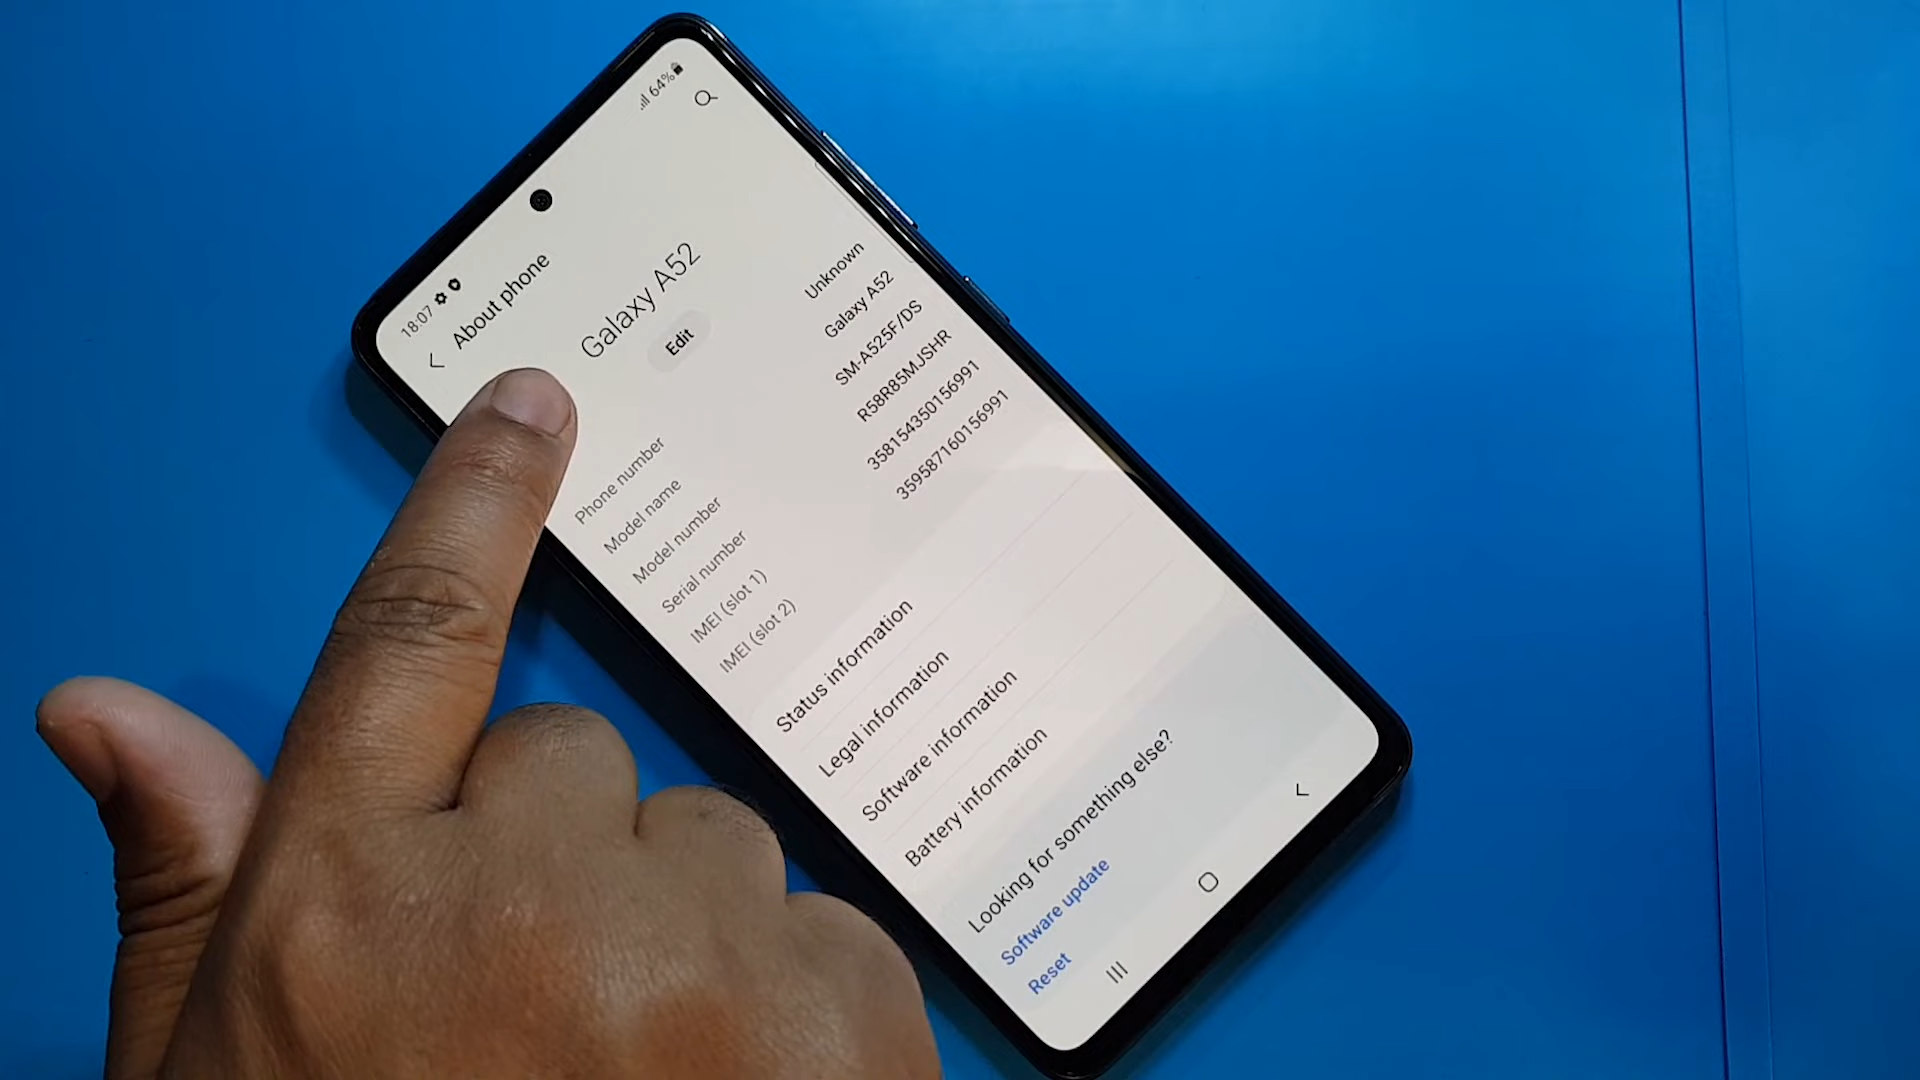 18:07
64%
About phone
Galaxy A52
Edit
Phone number Unknown
Model name Galaxy A52
Model number SM-A525F/DS
Serial number R58R85MJSHR
IMEI (slot 1) 358154350156991
IMEI (slot 2) 359587160156991
Status information
Legal information
Software information
Battery information
Looking for something else?
Software update
Reset